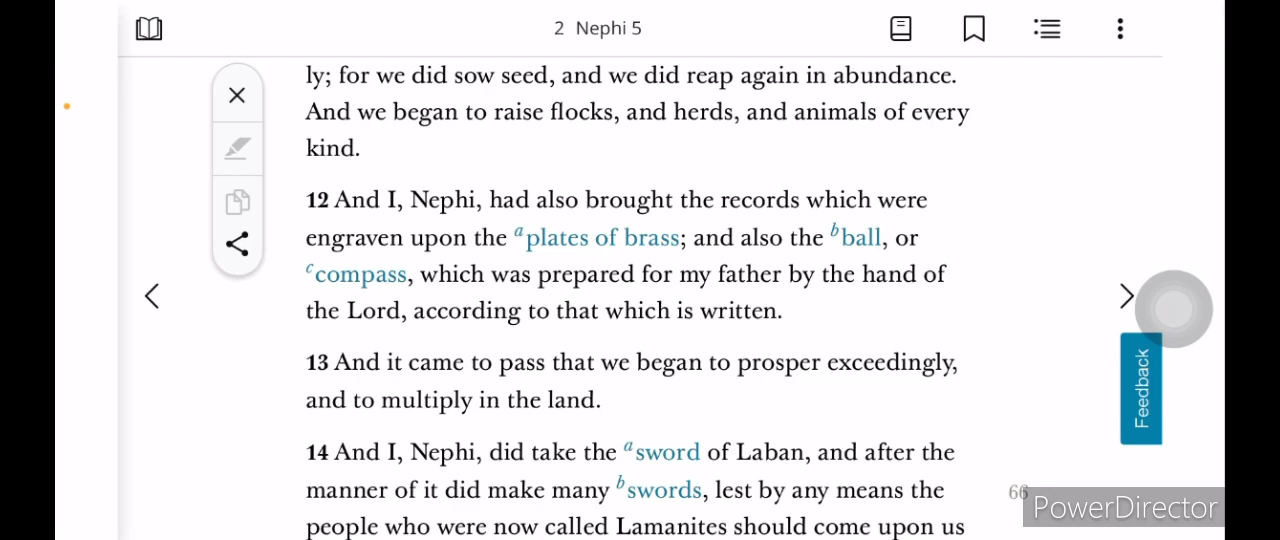 2 Nephi 5
ly; for we did sow seed, and we did reap again in abundance.
And we began to raise flocks, and herds, and animals of every
kind.
12 And I, Nephi, had also brought the records which were
engraven upon the a plates of brass; and also the b ball, or
c compass, which was prepared for my father by the hand of
the Lord, according to that which is written.
13 And it came to pass that we began to prosper exceedingly,
and to multiply in the land.
14 And I, Nephi, did take the a sword of Laban, and after the
manner of it did make many b swords, lest by any means the
people who were now called Lamanites should come upon us
Feedback
66
PowerDirector